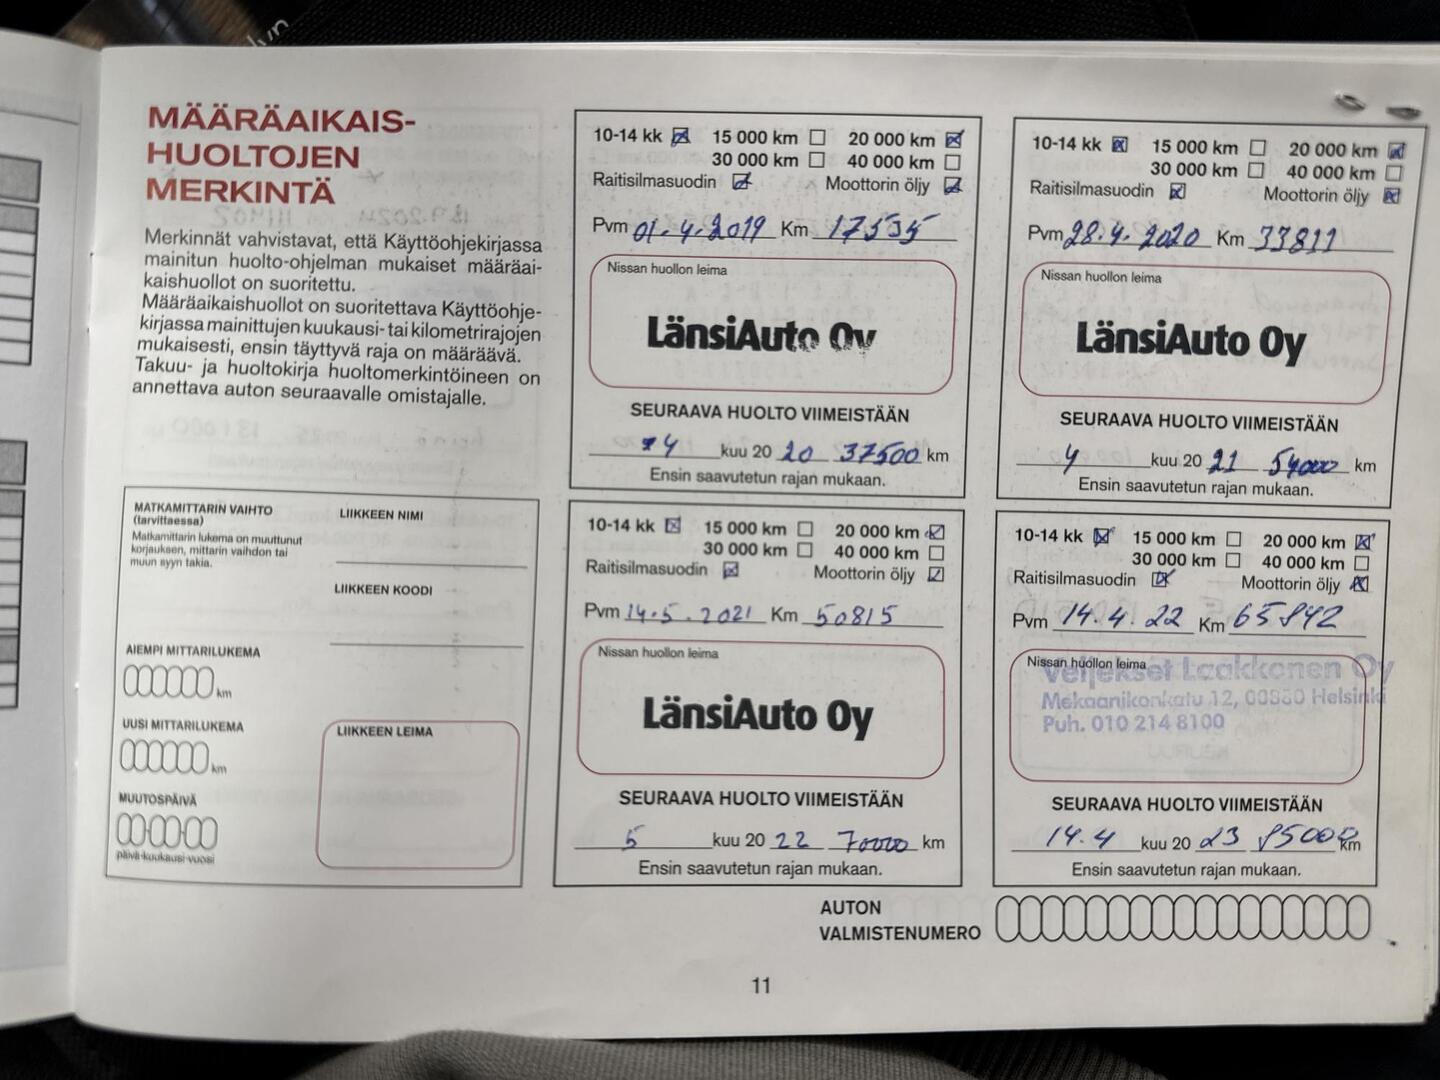 MÄÄRÄAIKAIS-
HUOLTOJEN
MERKINTÄ
Merkinnät vahvistavat, että Käyttöohjekirjassa
mainitun huolto-ohjelman mukaiset määräai-
kaishuollot on suoritettu.
Määräaikaishuollot on suoritettava Käyttöohje-
kirjassa mainittujen kuukausi- tai kilometrirajojen
mukaisesti, ensin täyttyvä raja on määräävä.
Takuu- ja huoltokirja huoltomerkintöineen on
annettava auton seuraavalle omistajalle.
MATKAMITTARIN VAIHTO
(tarvittaessa)
Matkamittarin lukema on muuttunut
korjauksen, mittarin vaihdon tai
muun syyn takia.
LIIKKEEN NIMI
LIIKKEEN KOODI
AIEMPI MITTARILUKEMA
km
UUSI MITTARILUKEMA
km
MUUTOSPÄIVÄ
päivä-kuukausi-vuosi
LIIKKEEN LEIMA
10-14 kk 15 000 km 20 000 km
30 000 km 40 000 km
Raitisilmasuodin Moottorin öljy
Pvm 01.4.2019 Km 17535
Nissan huollon leima
LänsiAuto Oy
SEURAAVA HUOLTO VIIMEISTÄÄN
4 kuu 20 20 37500 km
Ensin saavutetun rajan mukaan.
10-14 kk 15 000 km 20 000 km
30 000 km 40 000 km
Raitisilmasuodin Moottorin öljy
Pvm 28.4.2020 Km 33811
Nissan huollon leima
LänsiAuto Oy
SEURAAVA HUOLTO VIIMEISTÄÄN
4 kuu 20 21 54000 km
Ensin saavutetun rajan mukaan.
10-14 kk 15 000 km 20 000 km
30 000 km 40 000 km
Raitisilmasuodin Moottorin öljy
Pvm 14.5.2021 Km 50815
Nissan huollon leima
LänsiAuto Oy
SEURAAVA HUOLTO VIIMEISTÄÄN
5 kuu 20 22 70000 km
Ensin saavutetun rajan mukaan.
10-14 kk 15 000 km 20 000 km
30 000 km 40 000 km
Raitisilmasuodin Moottorin öljy
Pvm 14.4.22 Km
Nissan huollon leima
Veljekset Laakkonen Oy
Mekaanikonkatu 12, 00880 Helsinki
Puh. 010 214 8100
SEURAAVA HUOLTO VIIMEISTÄÄN
14.4 kuu 20 23 85000 km
Ensin saavutetun rajan mukaan.
AUTON
VALMISTENUMERO
11